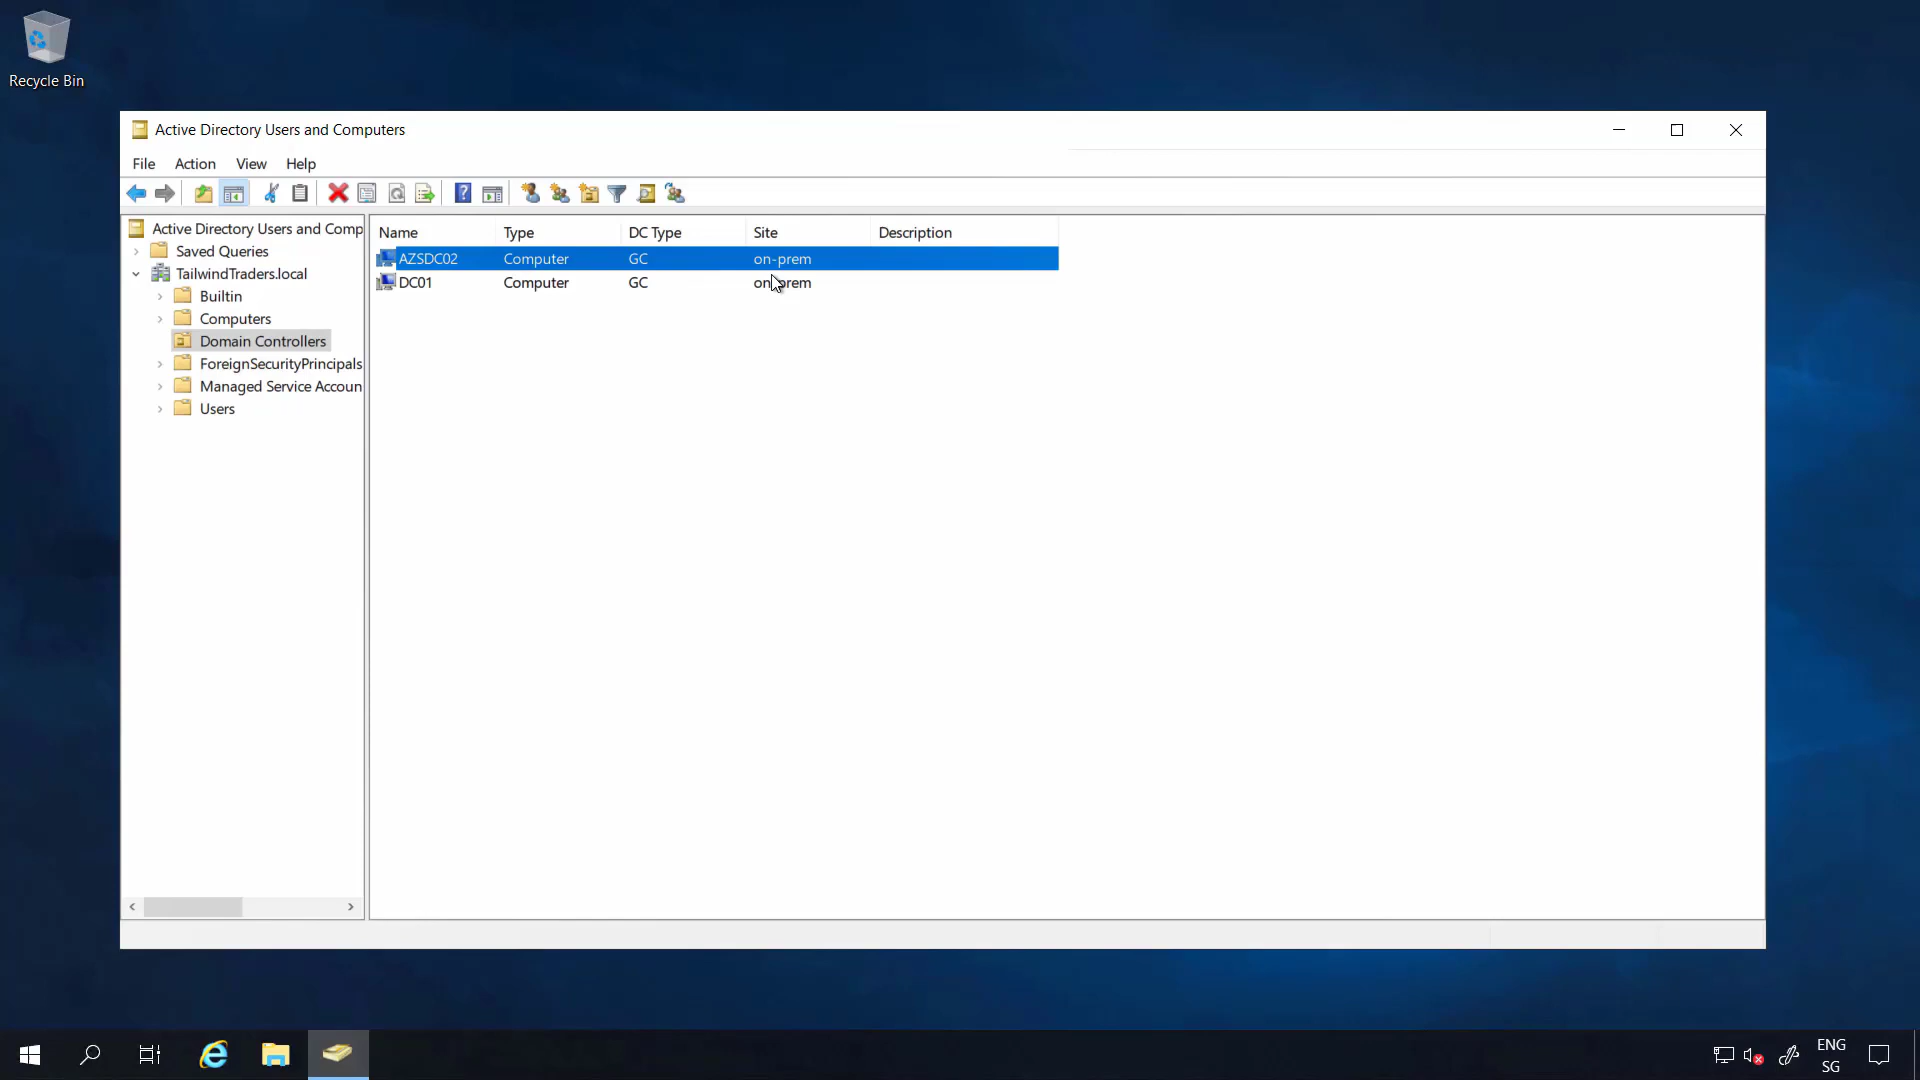 Recycle Bin
Active Directory Users and Computers
File Action View Help
Active Directory Users and Comp
Saved Queries
TailwindTraders.local
Builtin
Computers
Domain Controllers
ForeignSecurityPrincipals
Managed Service Accoun
Users
Name Type DC Type Site Description
AZSDC02 Computer GC on-prem
DC01 Computer GC on-prem
ENG
SG